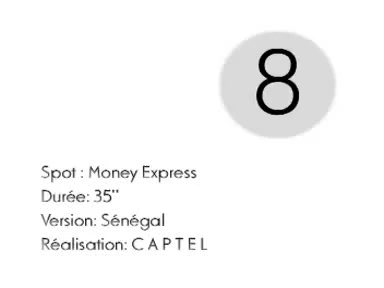 8
Spot : Money Express
Durée: 35''
Version: Sénégal
Réalisation: C A P T E L